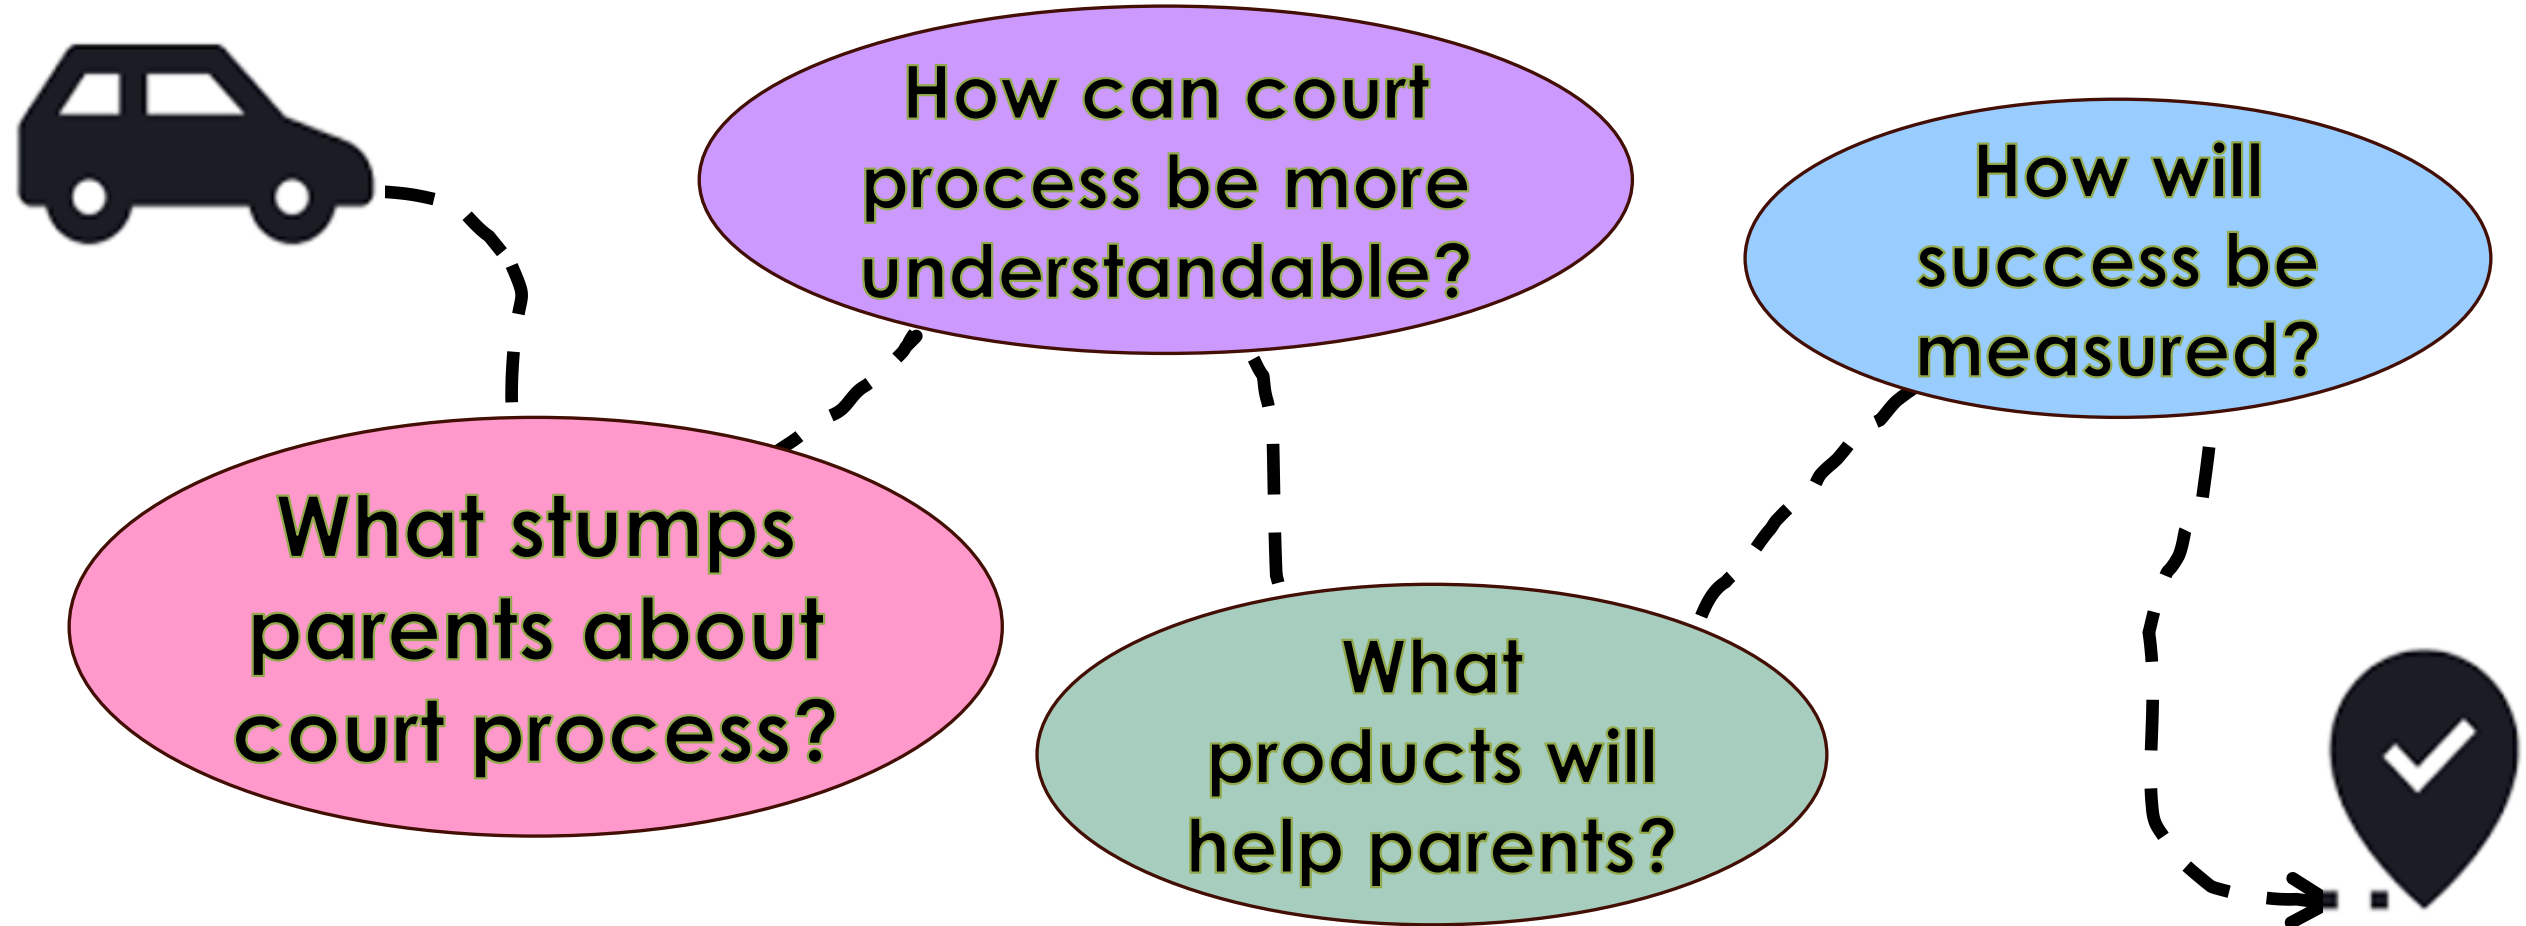 What stumps
parents about
court process?
How can court
process be more
understandable?
What
products will
help parents?
How will
success be
measured?